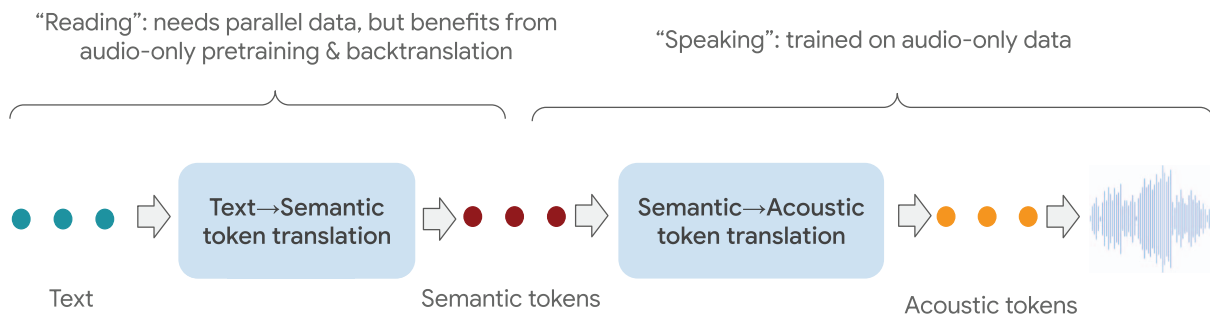 “Reading”: needs parallel data, but benefits from
audio-only pretraining & backtranslation
“Speaking”: trained on audio-only data
Text→Semantic
token translation
Semantic→Acoustic
token translation
Text
Semantic tokens
Acoustic tokens